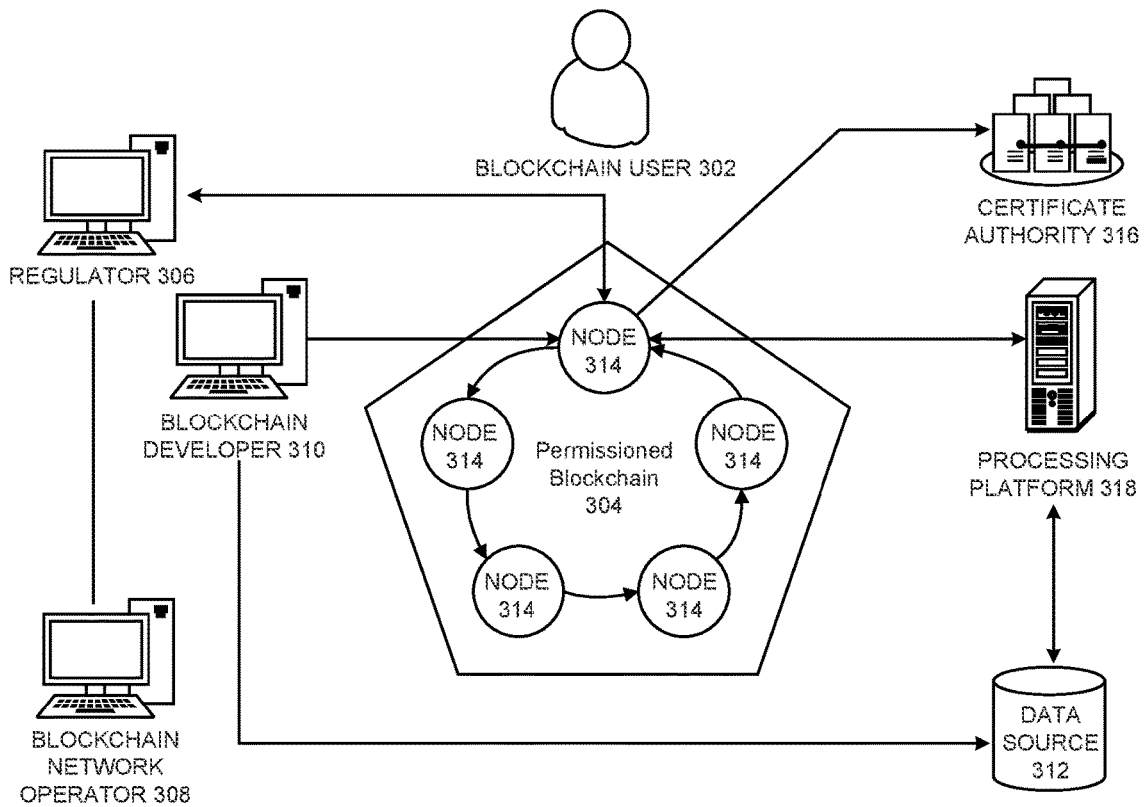 BLOCKCHAIN USER 302
CERTIFICATE
AUTHORITY 316
REGULATOR 306
BLOCKCHAIN
DEVELOPER 310
NODE
314
NODE
314
NODE
314
Permissioned
Blockchain
304
NODE
314
NODE
314
PROCESSING
PLATFORM 318
BLOCKCHAIN
NETWORK
OPERATOR 308
DATA
SOURCE
312